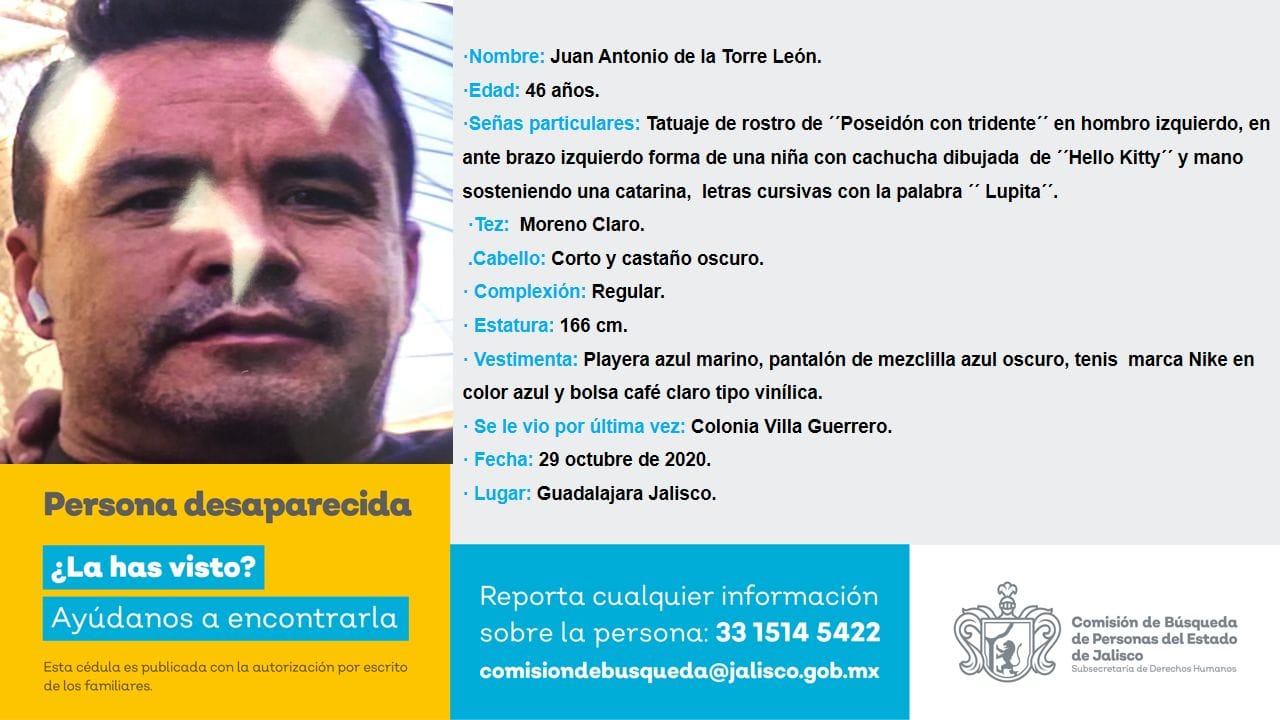 ·Nombre: Juan Antonio de la Torre León.
·Edad: 46 años.
·Señas particulares: Tatuaje de rostro de ´´Poseidón con tridente´´ en hombro izquierdo, en
ante brazo izquierdo forma de una niña con cachucha dibujada  de ´´Hello Kitty´´ y mano
sosteniendo una catarina,  letras cursivas con la palabra ´´ Lupita´´.
·Tez:  Moreno Claro.
.Cabello: Corto y castaño oscuro.
· Complexión: Regular.
· Estatura: 166 cm.
· Vestimenta: Playera azul marino, pantalón de mezclilla azul oscuro, tenis  marca Nike en
color azul y bolsa café claro tipo vinílica.
· Se le vio por última vez: Colonia Villa Guerrero.
· Fecha: 29 octubre de 2020.
· Lugar: Guadalajara Jalisco.
Persona desaparecida
¿La has visto?
Ayúdanos a encontrarla
Esta cédula es publicada con la autorización por escrito
de los familiares.
Reporta cualquier información
sobre la persona: 33 1514 5422
comisiondebusqueda@jalisco.gob.mx
Comisión de Búsqueda
de Personas del Estado
de Jalisco
Subsecretaría de Derechos Humanos